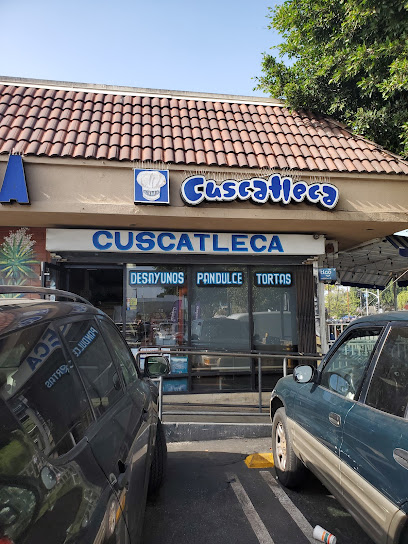 A
Cuscatleca
CUSCATLECA
DESAYUNOS PANDULCE TORTAS